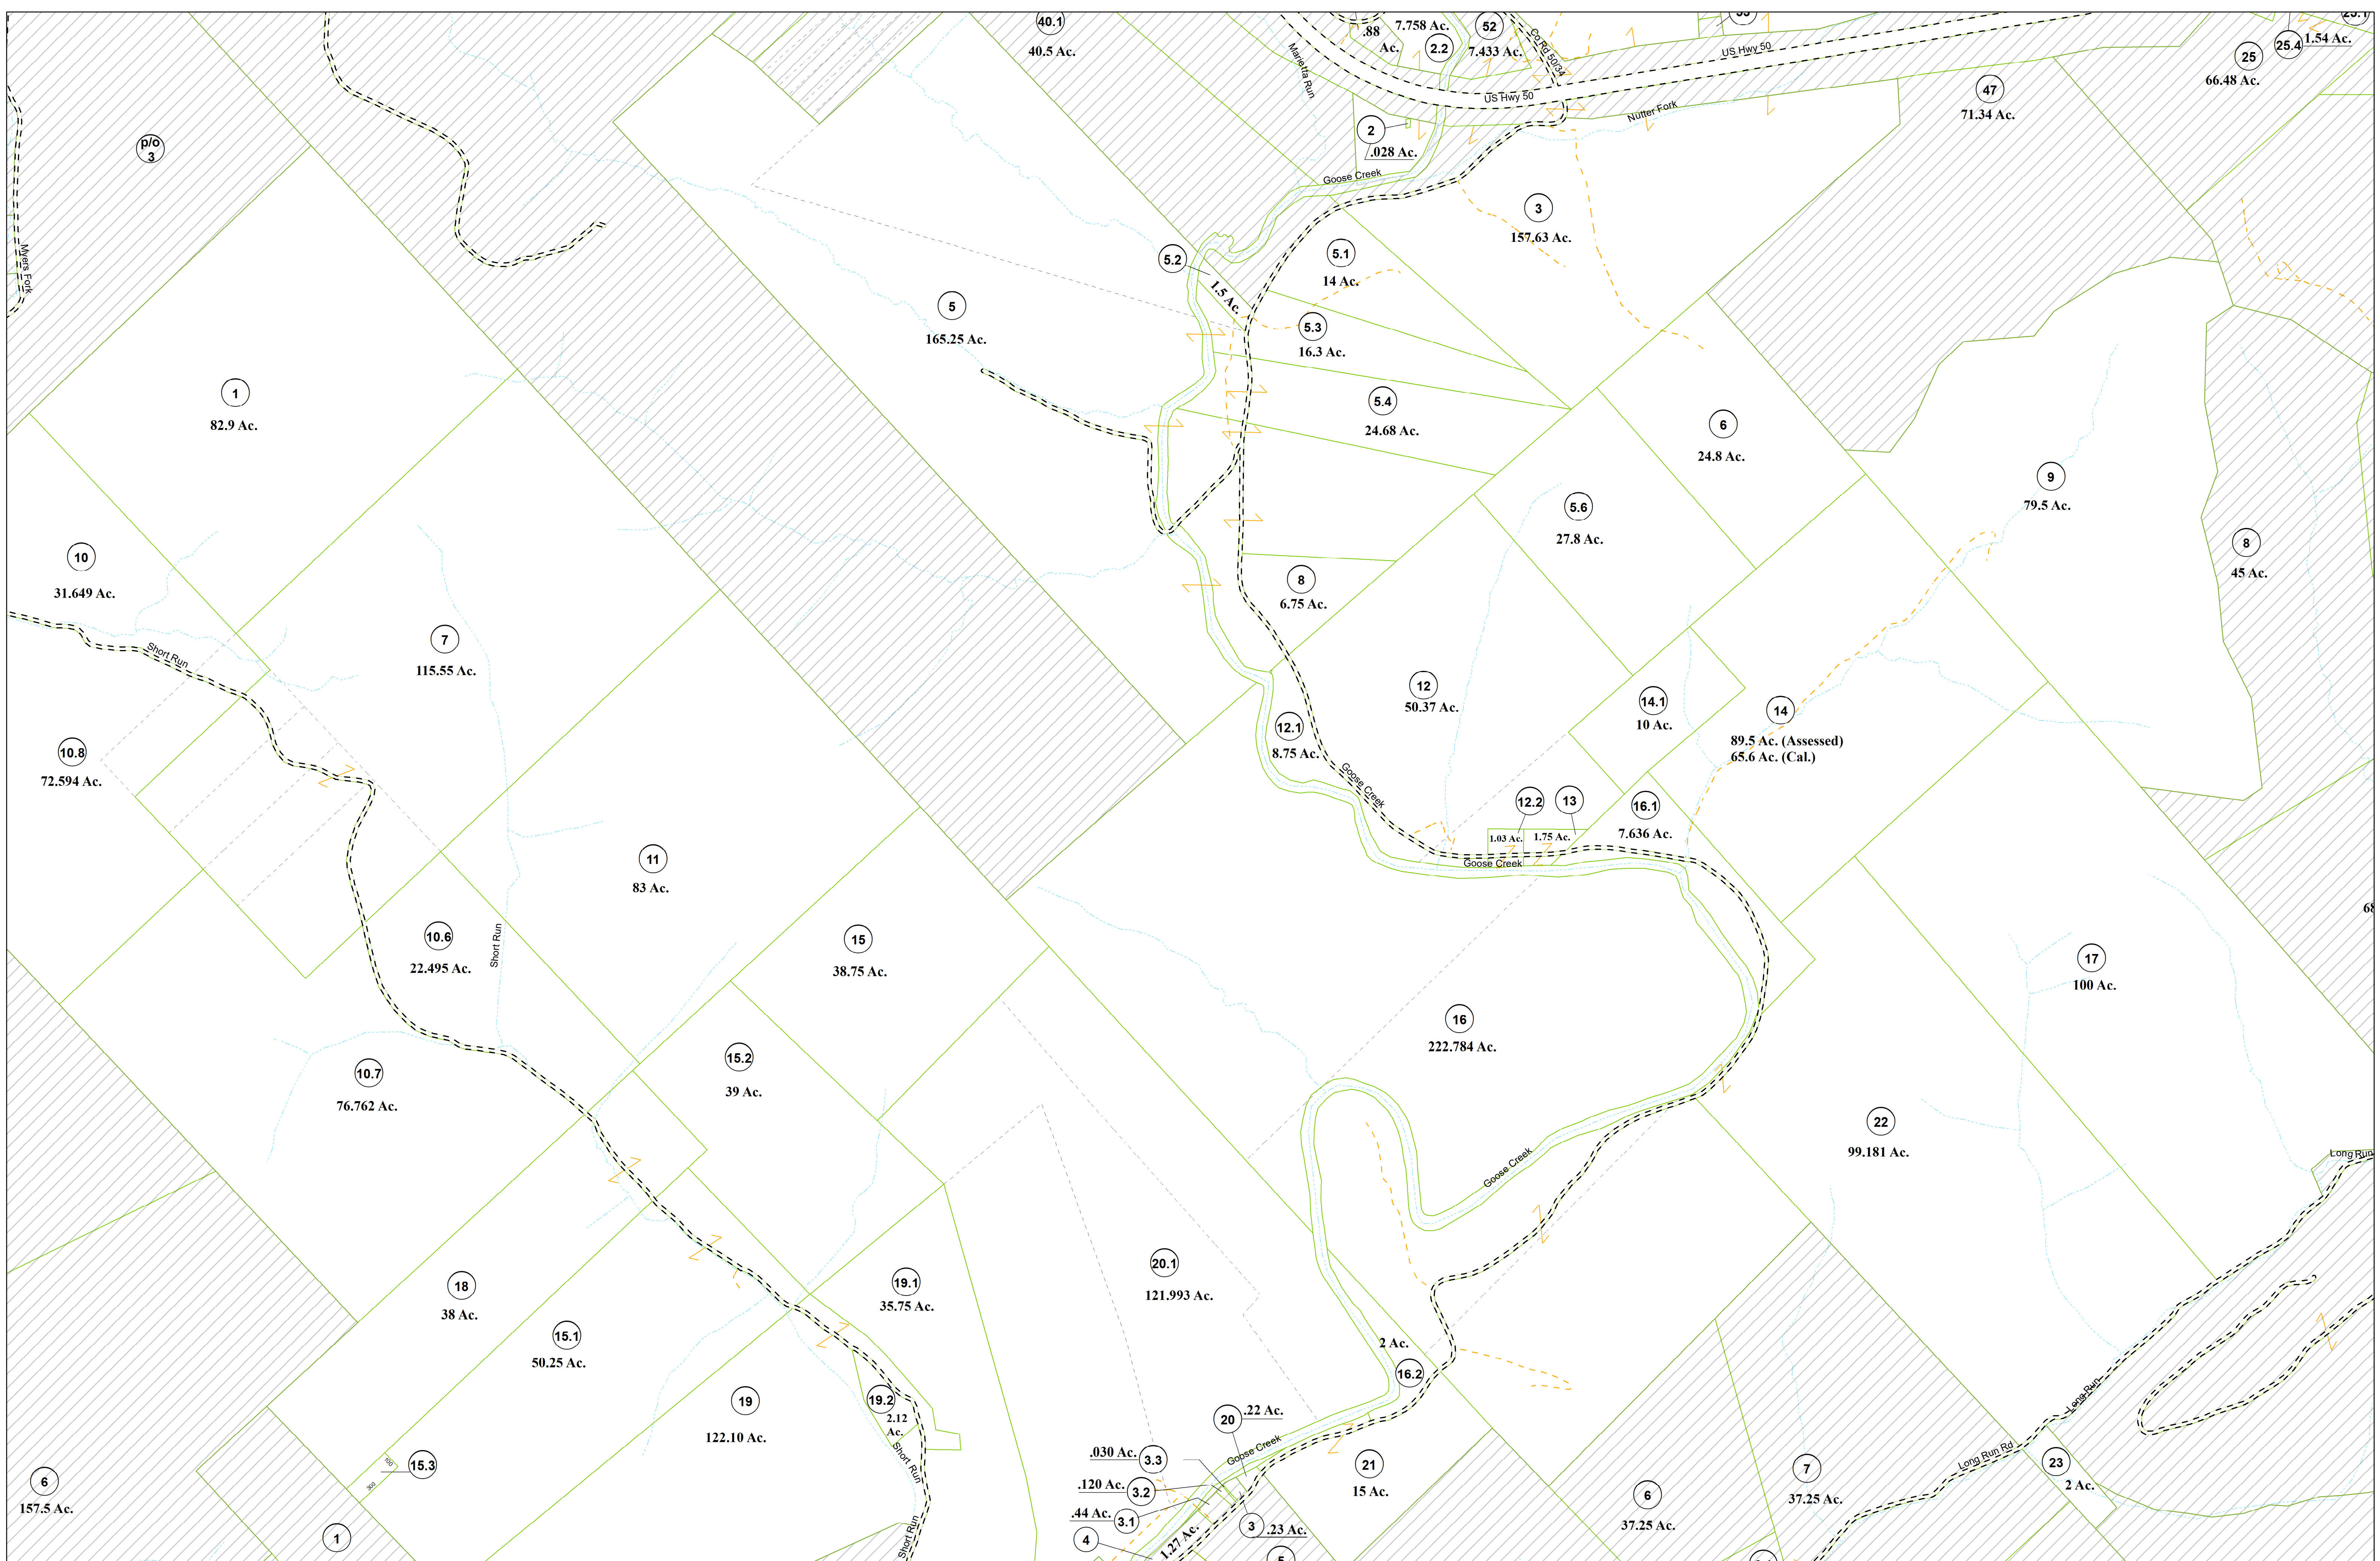 40.1
40.5 Ac.
.88
Ac.
7.758 Ac.
2.2
52
7.433 Ac.
Co Rd 50/34
US Hwy 50
25
66.48 Ac.
25.4
1.54 Ac.
Marietta Run
US Hwy 50
47
71.34 Ac.
Nutter Fork
2
.028 Ac.
p/o
3
Goose Creek
3
157.63 Ac.
Myers Fork
5.2
1.5 Ac.
5.1
14 Ac.
5
165.25 Ac.
5.3
16.3 Ac.
1
82.9 Ac.
5.4
24.68 Ac.
6
24.8 Ac.
9
79.5 Ac.
5.6
27.8 Ac.
8
45 Ac.
10
31.649 Ac.
8
6.75 Ac.
7
115.55 Ac.
Short Run
12
50.37 Ac.
14.1
10 Ac.
14
89.5 Ac. (Assessed)
65.6 Ac. (Cal.)
12.1
8.75 Ac.
10.8
72.594 Ac.
Goose Creek
12.2
1.03 Ac.
13
1.75 Ac.
16.1
7.636 Ac.
Goose Creek
11
83 Ac.
10.6
22.495 Ac.
Short Run
15
38.75 Ac.
17
100 Ac.
16
222.784 Ac.
15.2
39 Ac.
10.7
76.762 Ac.
22
99.181 Ac.
Long Run
Goose Creek
20.1
121.993 Ac.
19.1
35.75 Ac.
18
38 Ac.
15.1
50.25 Ac.
2 Ac.
16.2
19
122.10 Ac.
19.2
2.12
Ac.
Long Run
20
.22 Ac.
Goose Creek
.030 Ac.
3.3
Short Run
15.3
100
300
6
157.5 Ac.
.120 Ac.
3.2
21
15 Ac.
Long Run Rd
23
2 Ac.
7
37.25 Ac.
6
37.25 Ac.
.44 Ac.
3.1
3
.23 Ac.
4
1.27 Ac.
1
Short Run
5